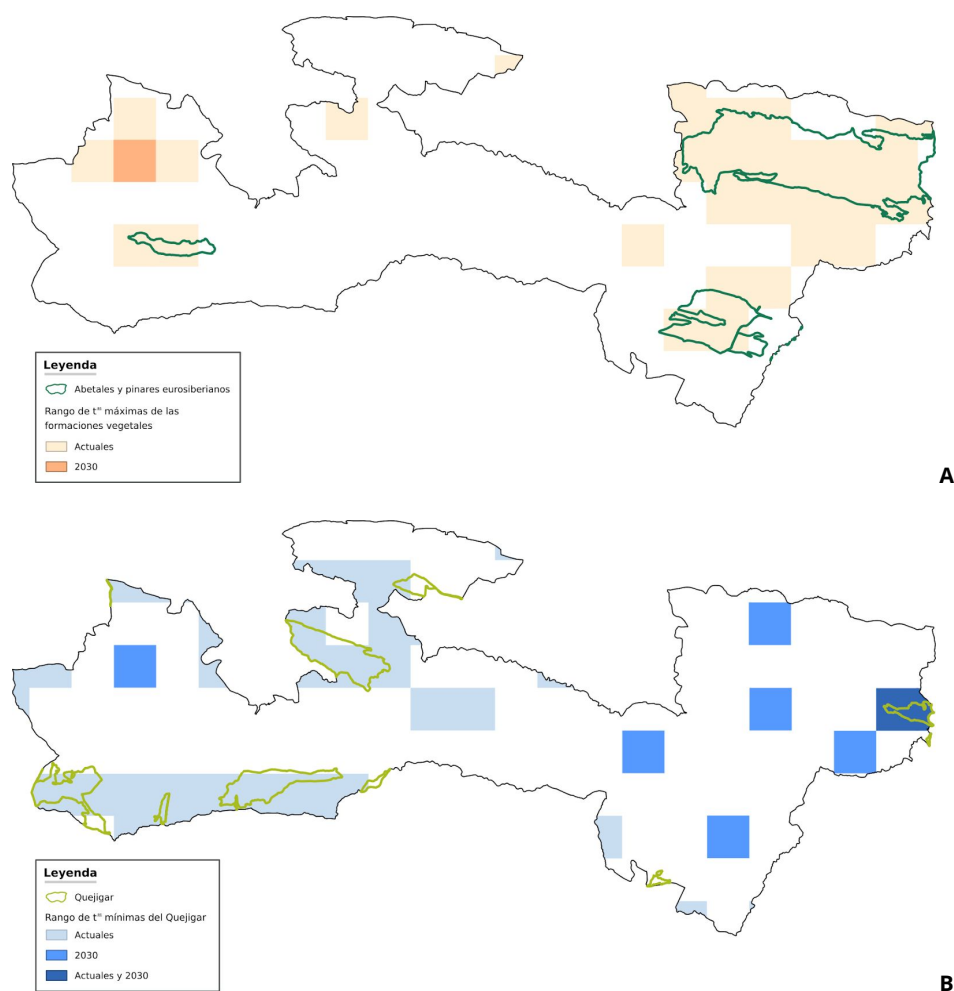 Leyenda
Abetales y pinares eurosiberianos
Rango de tª máximas de las
formaciones vegetales
Actuales
2030
A
Leyenda
Quejigar
Rango de tª mínimas del Quejigar
Actuales
2030
Actuales y 2030
B